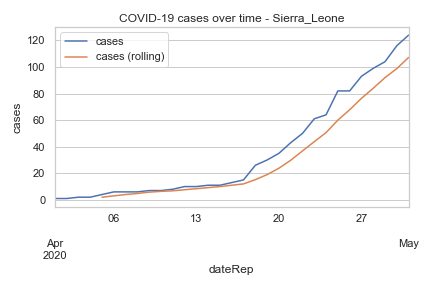 COVID-19 cases over time - Sierra_Leone
cases
cases (rolling)
120
100
80
60
40
20
0
cases
06
13
20
27
Apr
2020
May
dateRep